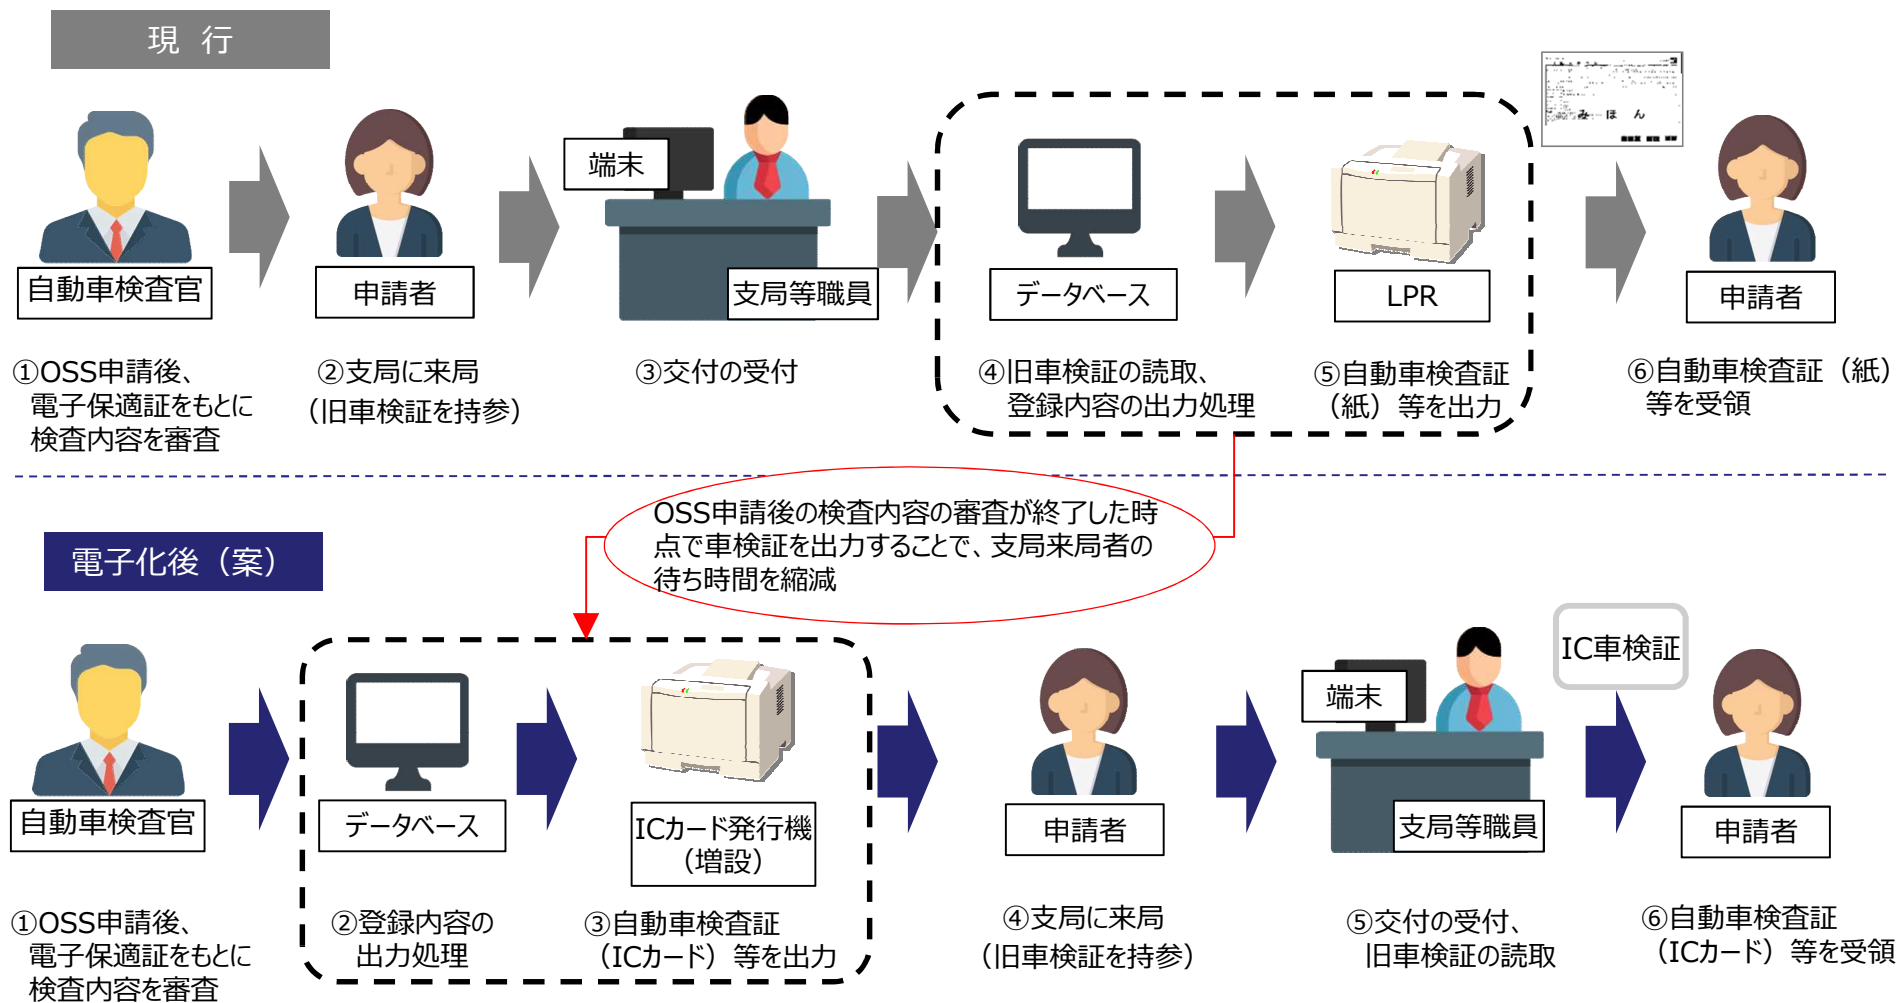 現 行
みほん
端末
自動車検査官
申請者
支局等職員
データベース
LPR
申請者
①OSS申請後、
電子保適証をもとに
検査内容を審査
②支局に来局
（旧車検証を持参）
③交付の受付
④旧車検証の読取、
登録内容の出力処理
⑤自動車検査証
（紙）等を出力
⑥自動車検査証（紙）
等を受領
OSS申請後の検査内容の審査が終了した時
点で車検証を出力することで、支局来局者の
待ち時間を縮減
電子化後（案）
IC車検証
端末
自動車検査官
データベース
ICカード発行機
（増設）
申請者
支局等職員
申請者
①OSS申請後、
電子保適証をもとに
検査内容を審査
②登録内容の
出力処理
③自動車検査証
（ICカード）等を出力
④支局に来局
（旧車検証を持参）
⑤交付の受付、
旧車検証の読取
⑥自動車検査証
（ICカード）等を受領